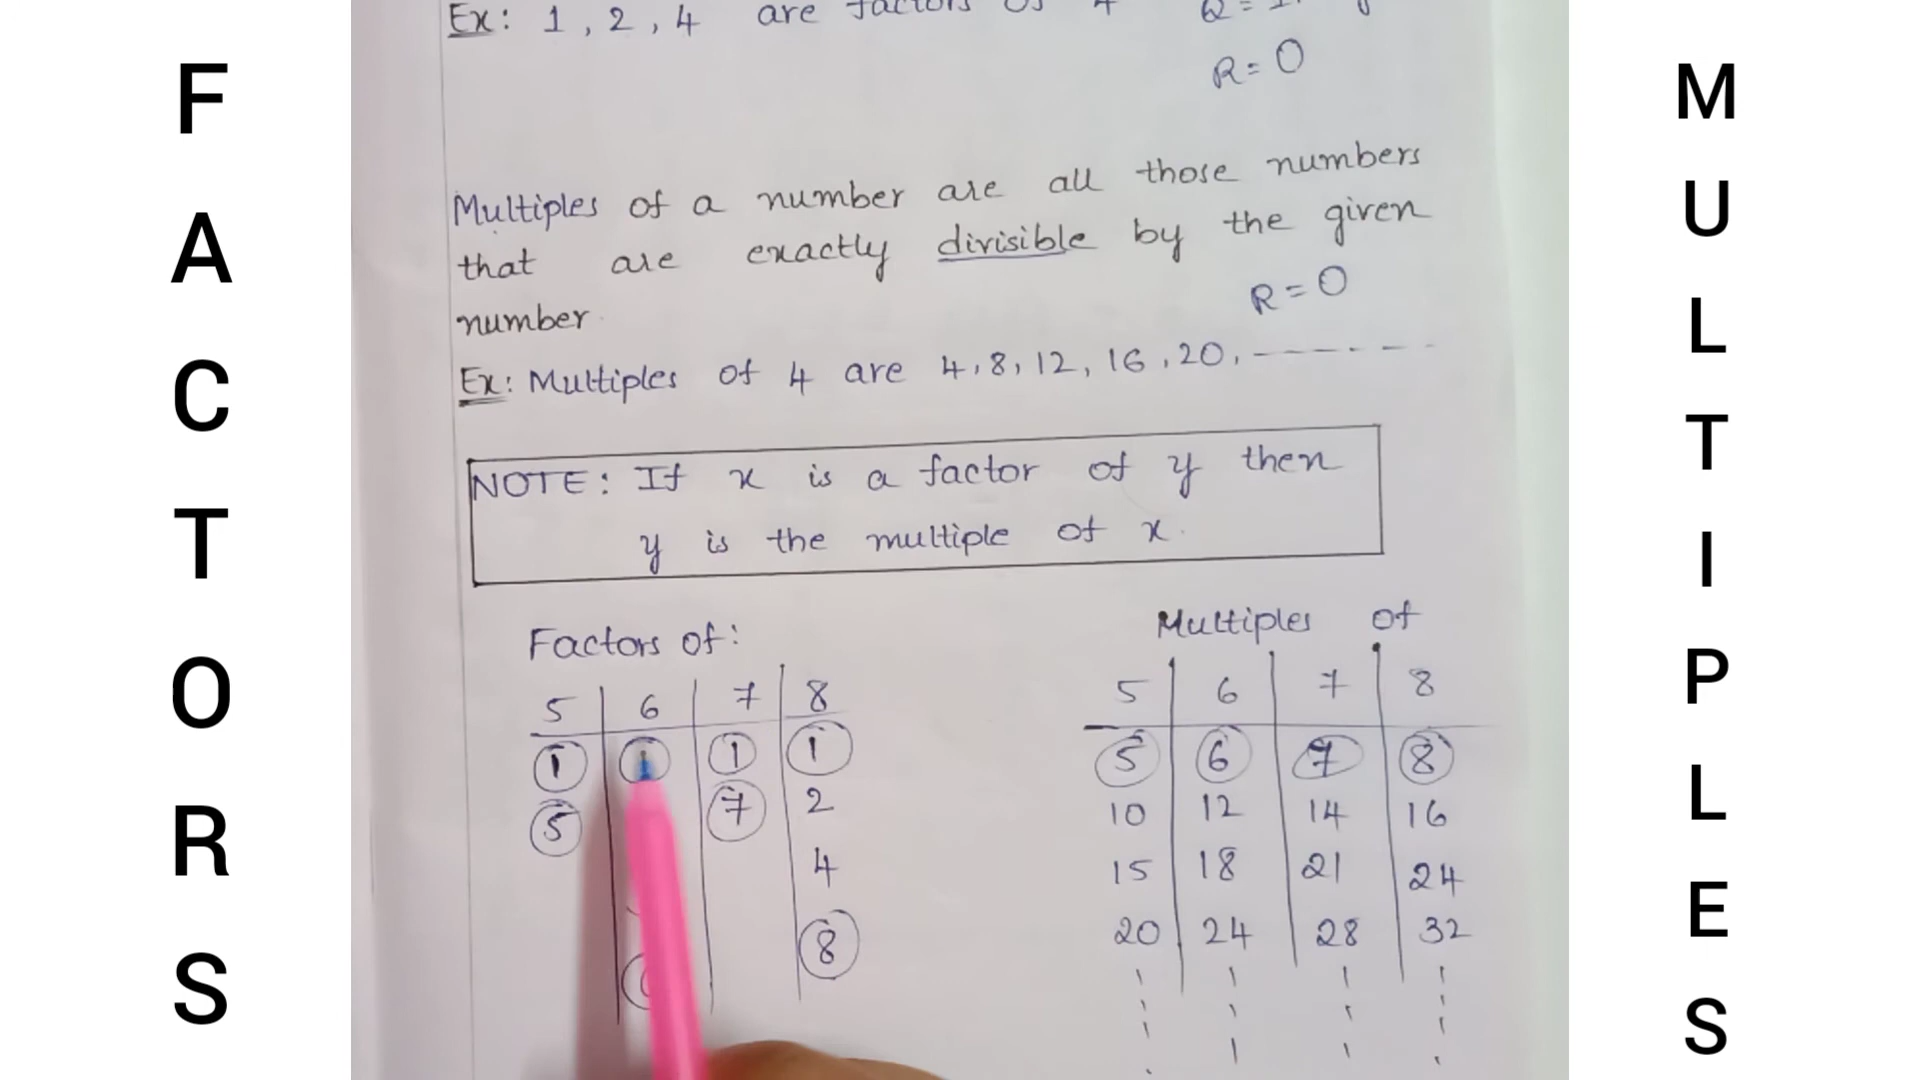 FACTORS
Ex: 1, 2, 4 are factors of 4
R=0
Multiples of a number are all those numbers
that are exactly divisible by the given
number
R=0
Ex: Multiples of 4 are 4, 8, 12, 16, 20, -----
NOTE: If x is a factor of y then
y is the multiple of x.
Factors of:
5 6 7 8
1 1 1 1
5 7 2
4
8
Multiples of
5 6 7 8
5 6 7 8
10 12 14 16
15 18 21 24
20 24 28 32
MULTIPLES